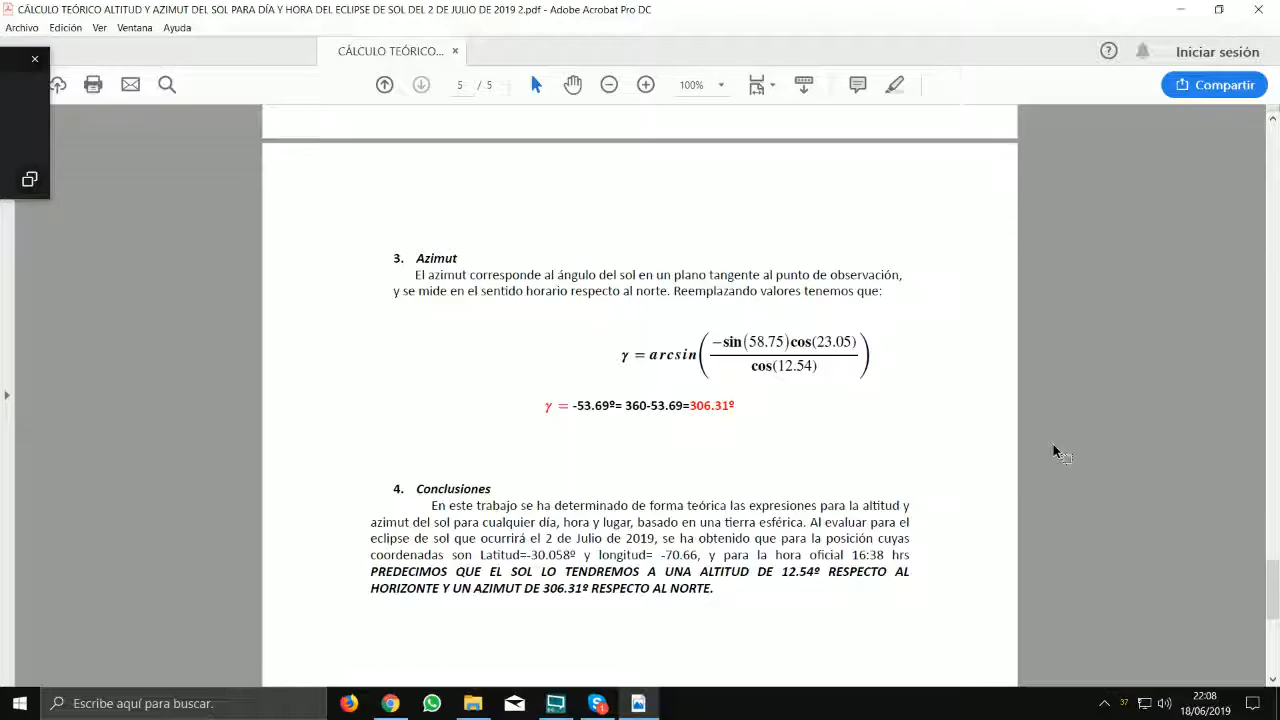 CÁLCULO TEÓRICO ALTITUD Y AZIMUT DEL SOL PARA DÍA Y HORA DEL ECLIPSE DE SOL DEL 2 DE JULIO DE 2019 2.pdf - Adobe Acrobat Pro DC
Archivo Edición Ver Ventana Ayuda
CÁLCULO TEÓRICO... ×
Iniciar sesión
5 / 5
100%
Compartir
3. Azimut
El azimut corresponde al ángulo del sol en un plano tangente al punto de observación,
y se mide en el sentido horario respecto al norte. Reemplazando valores tenemos que:
γ = arcsin(−sin(58.75)cos(23.05) / cos(12.54))
γ = -53.69º= 360-53.69=306.31º
4. Conclusiones
En este trabajo se ha determinado de forma teórica las expresiones para la altitud y
azimut del sol para cualquier día, hora y lugar, basado en una tierra esférica. Al evaluar para el
eclipse de sol que ocurrirá el 2 de Julio de 2019, se ha obtenido que para la posición cuyas
coordenadas son Latitud=-30.058º y longitud= -70.66, y para la hora oficial 16:38 hrs
PREDECIMOS QUE EL SOL LO TENDREMOS A UNA ALTITUD DE 12.54º RESPECTO AL
HORIZONTE Y UN AZIMUT DE 306.31º RESPECTO AL NORTE.
Escribe aquí para buscar.
37
22:08
18/06/2019